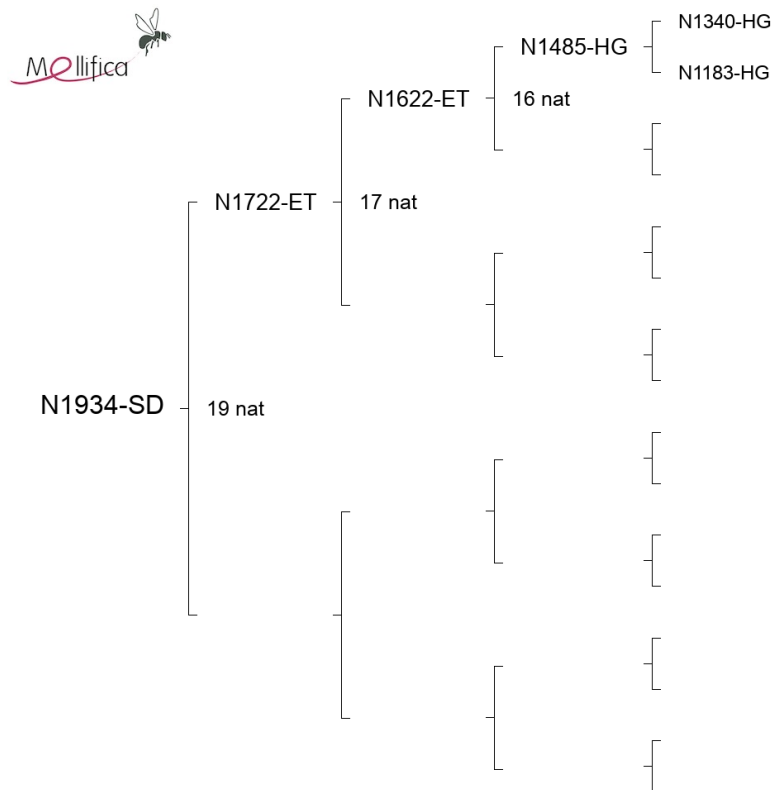 Mellifica
N1340-HG
N1485-HG
N1183-HG
N1622-ET
16 nat
N1722-ET
17 nat
N1934-SD
19 nat